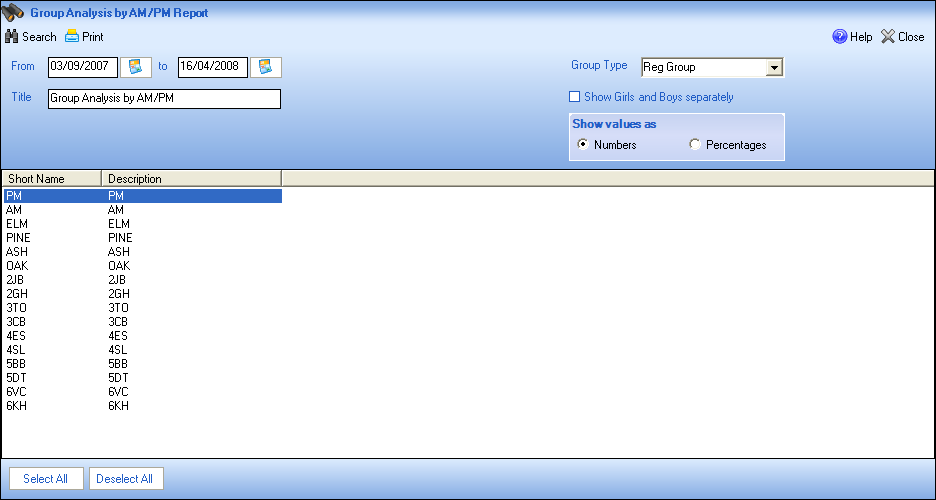 Group Analysis by AM/PM Report
Search Print Help Close
From 03/09/2007 to 16/04/2008 Group Type Reg Group
Title Group Analysis by AM/PM Show Girls and Boys separately
Show values as
Numbers Percentages
Short Name Description
PM PM
AM AM
ELM ELM
PINE PINE
ASH ASH
OAK OAK
2JB 2JB
2GH 2GH
3TO 3TO
3CB 3CB
4ES 4ES
4SL 4SL
5BB 5BB
5DT 5DT
6VC 6VC
6KH 6KH
Select All Deselect All